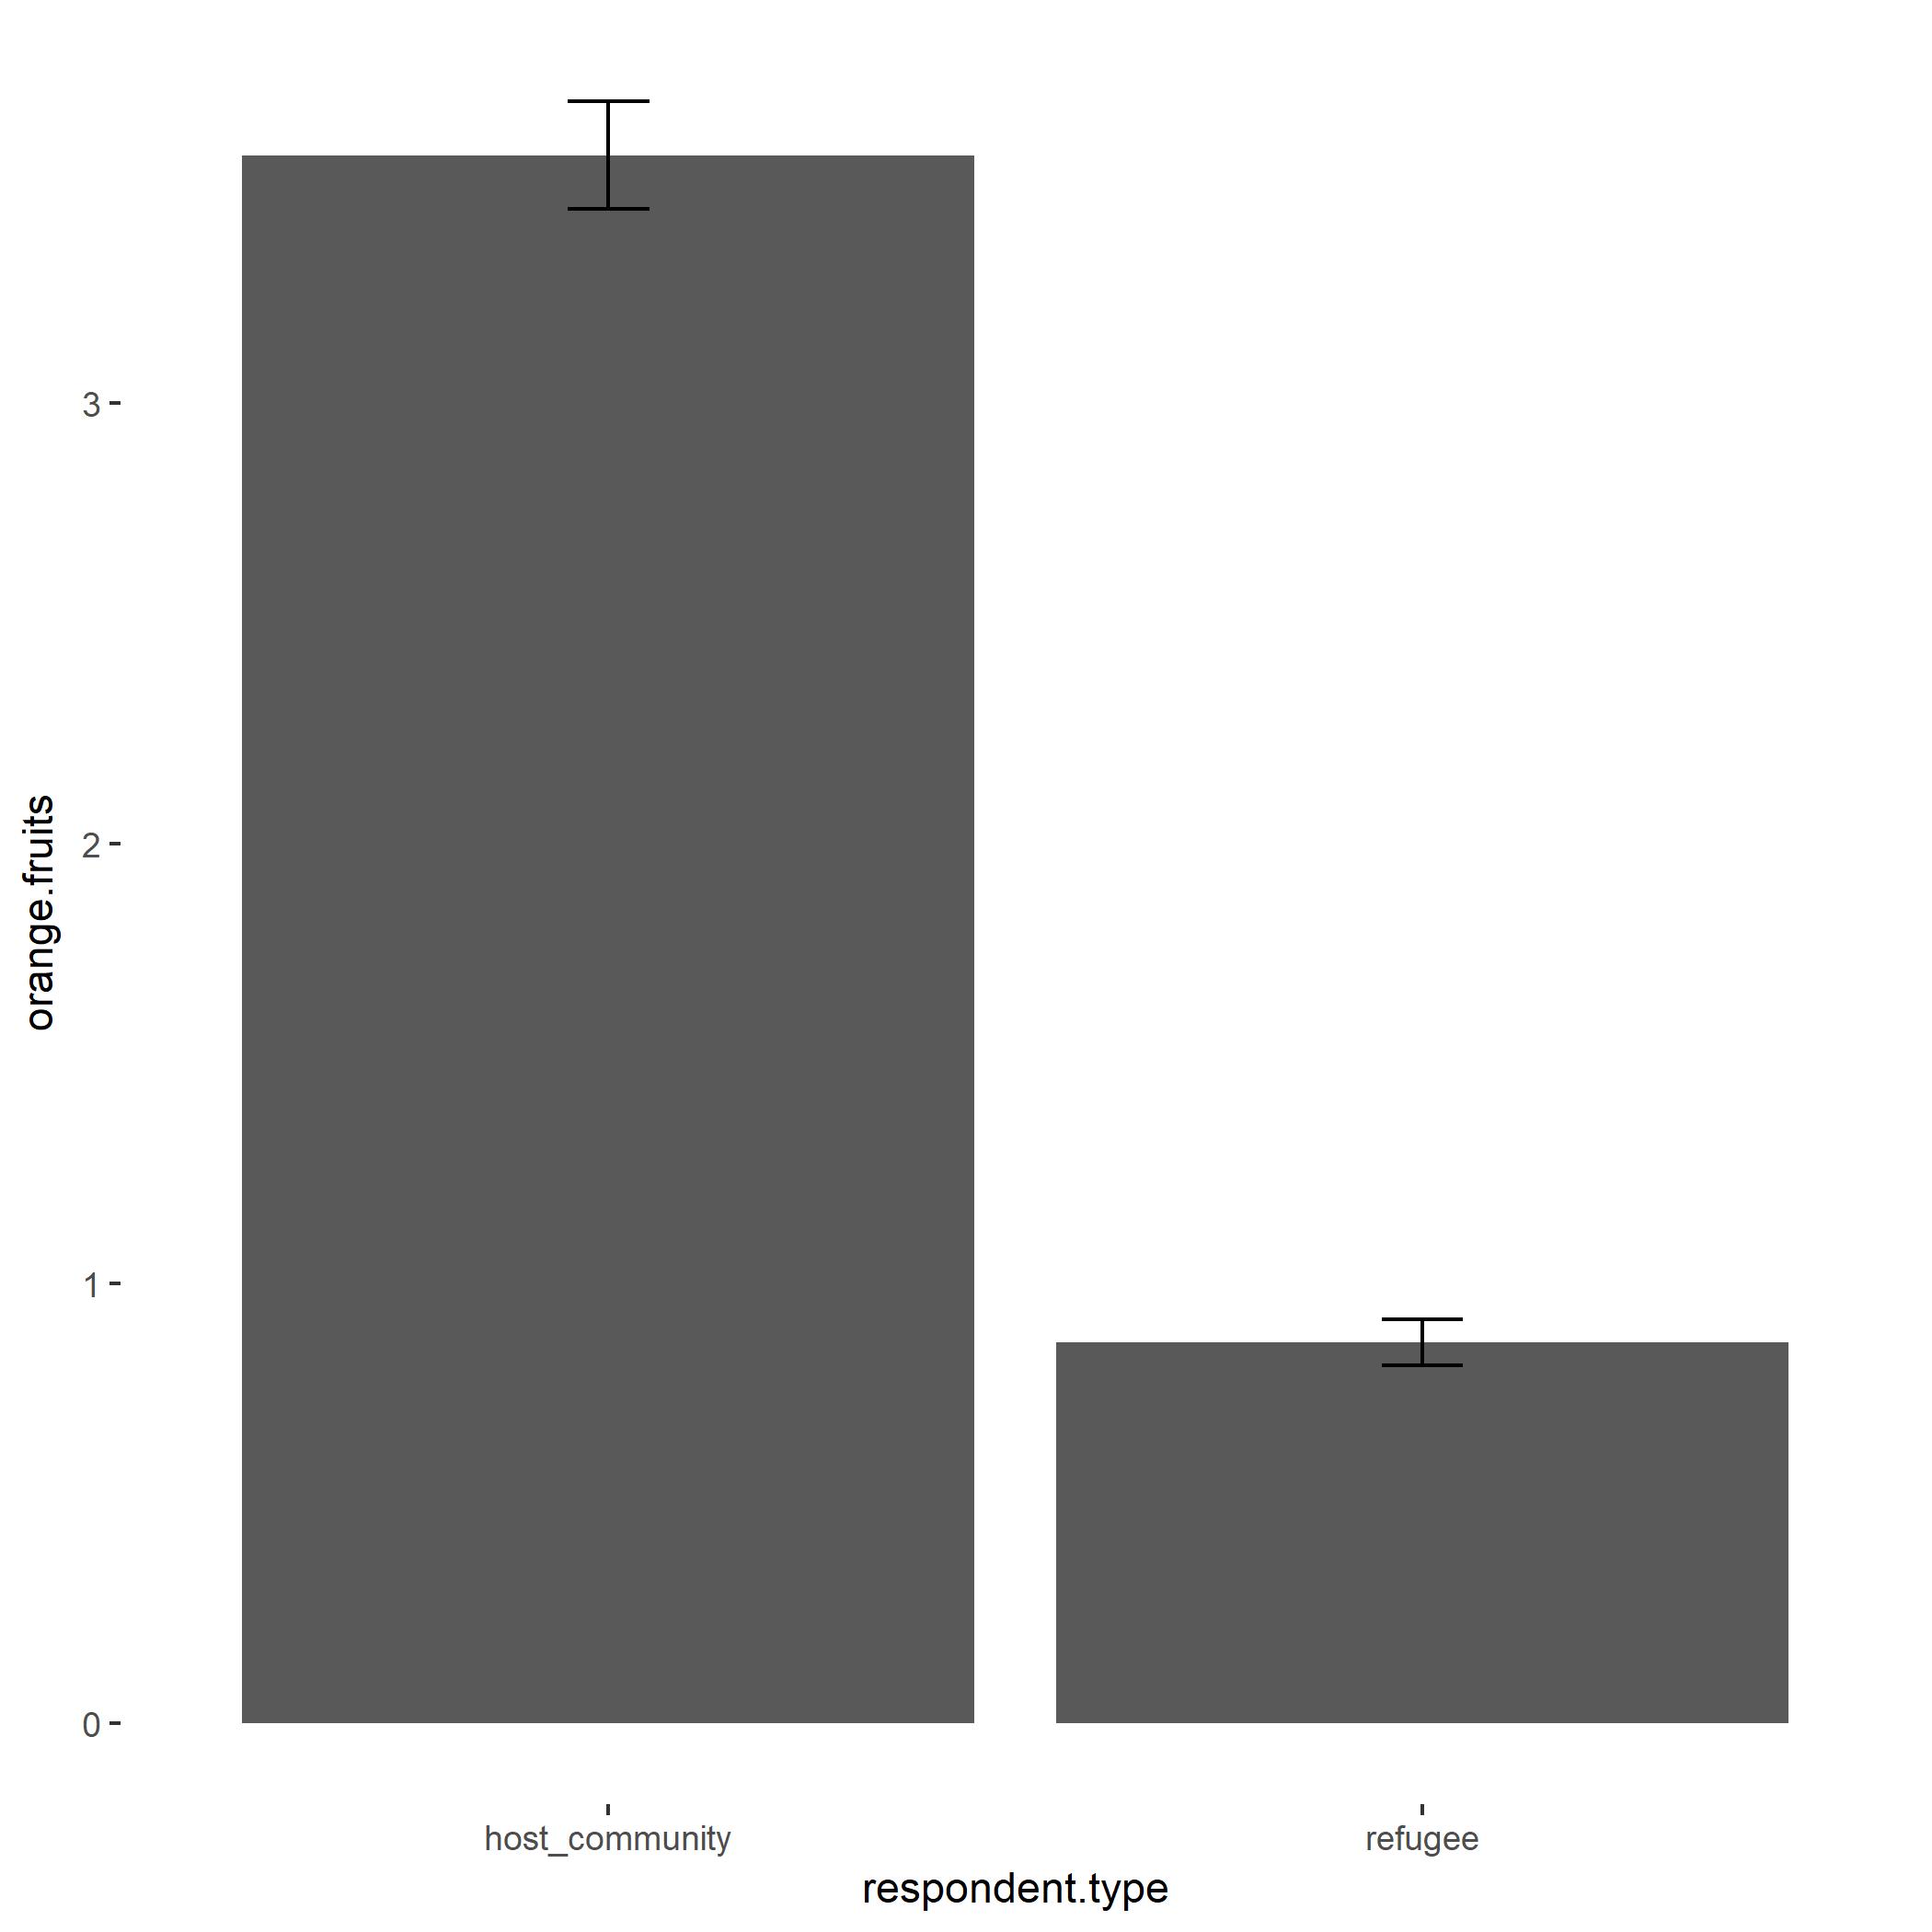 orange.fruits
3
2
1
0
host_community
refugee
respondent.type